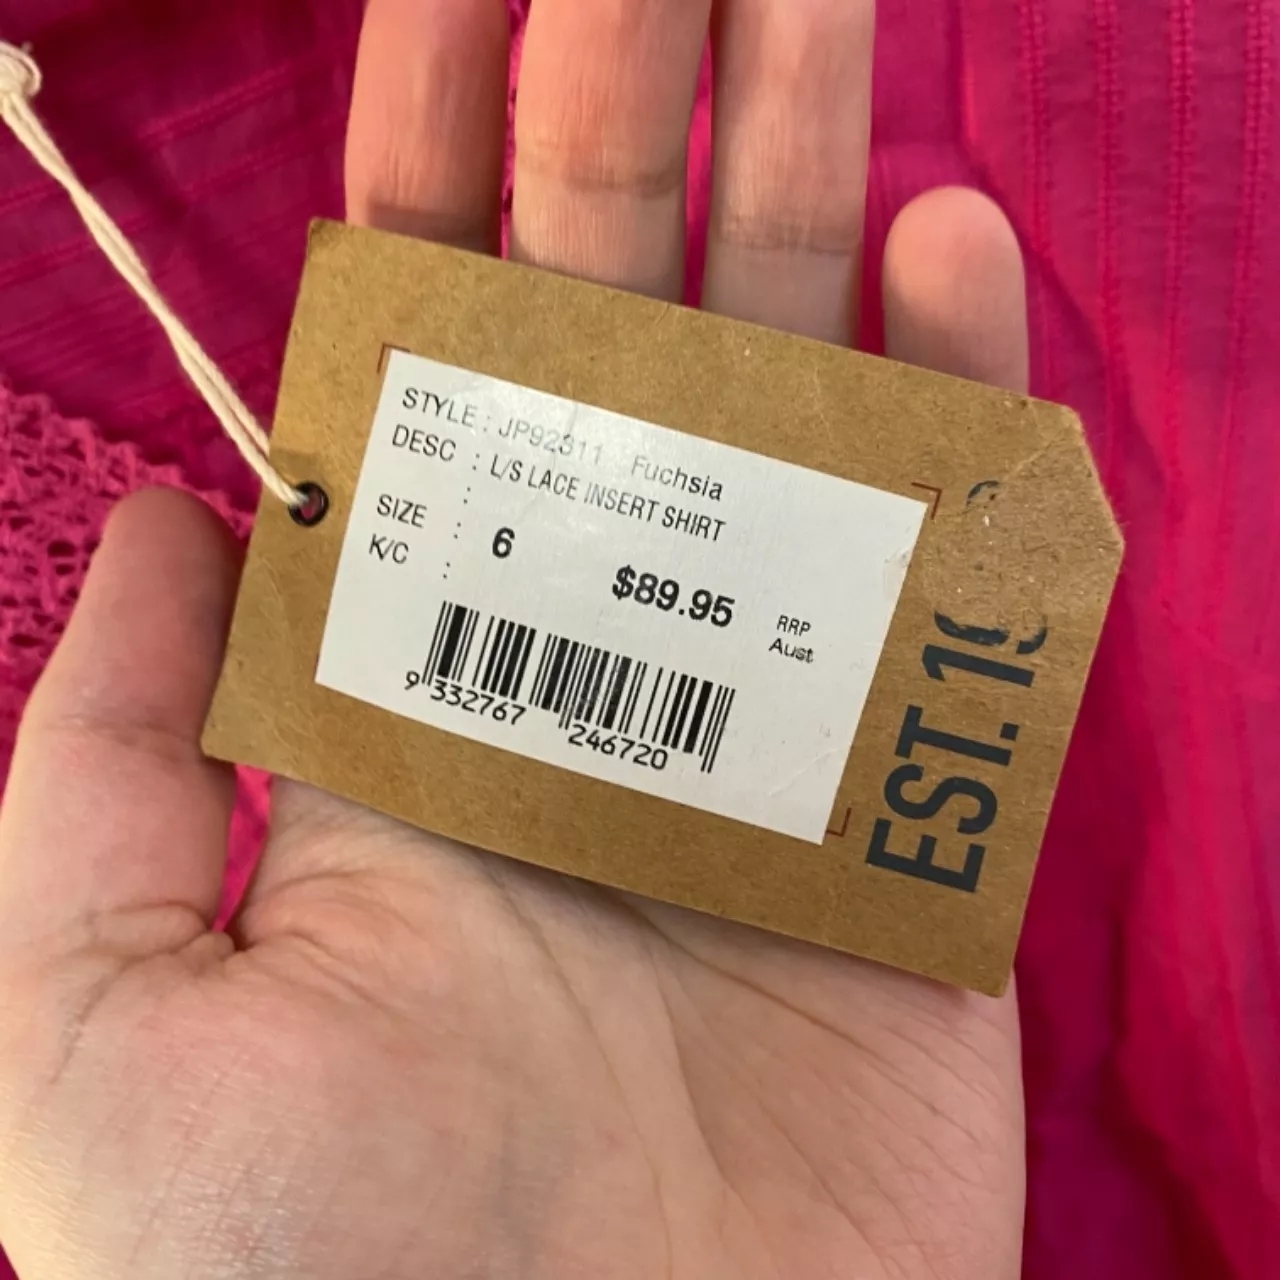 STYLE : JP92311 Fuchsia
DESC : L/S LACE INSERT SHIRT
:
SIZE : 6
K/C :
$89.95 RRP
Aust
9 332767 246720
EST.